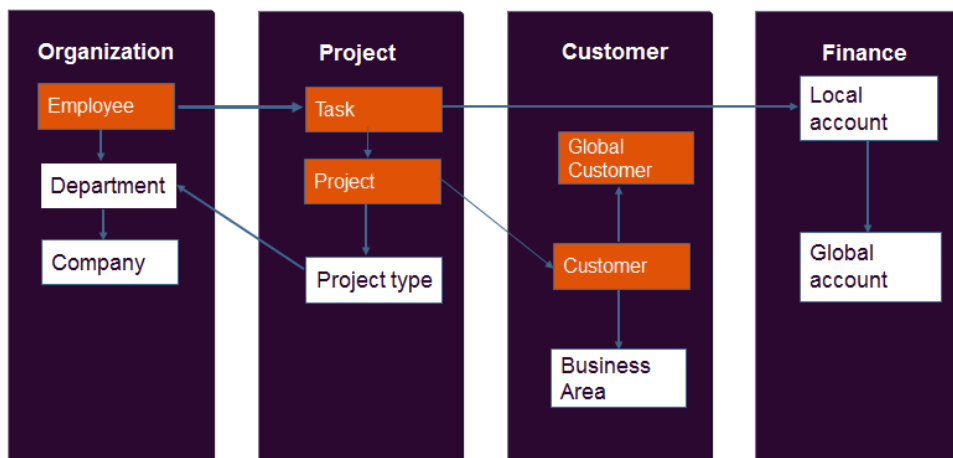 Organization
Employee
Department
Company
Project
Task
Project
Project type
Customer
Global
Customer
Customer
Business
Area
Finance
Local
account
Global
account